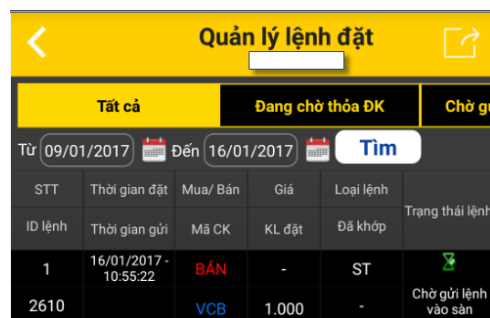 Quản lý lệnh đặt
Tất cả Đang chờ thỏa ĐK Chờ gử
Từ 09/01/2017 Đến 16/01/2017 Tìm
STT Thời gian đặt Mua/ Bán Giá Loại lệnh
Trạng thái lệnh
ID lệnh Thời gian gửi Mã CK KL đặt Đã khớp
1 16/01/2017 - BÁN - ST
10:55:22
2610 VCB 1.000 - Chờ gửi lệnh
vào sàn